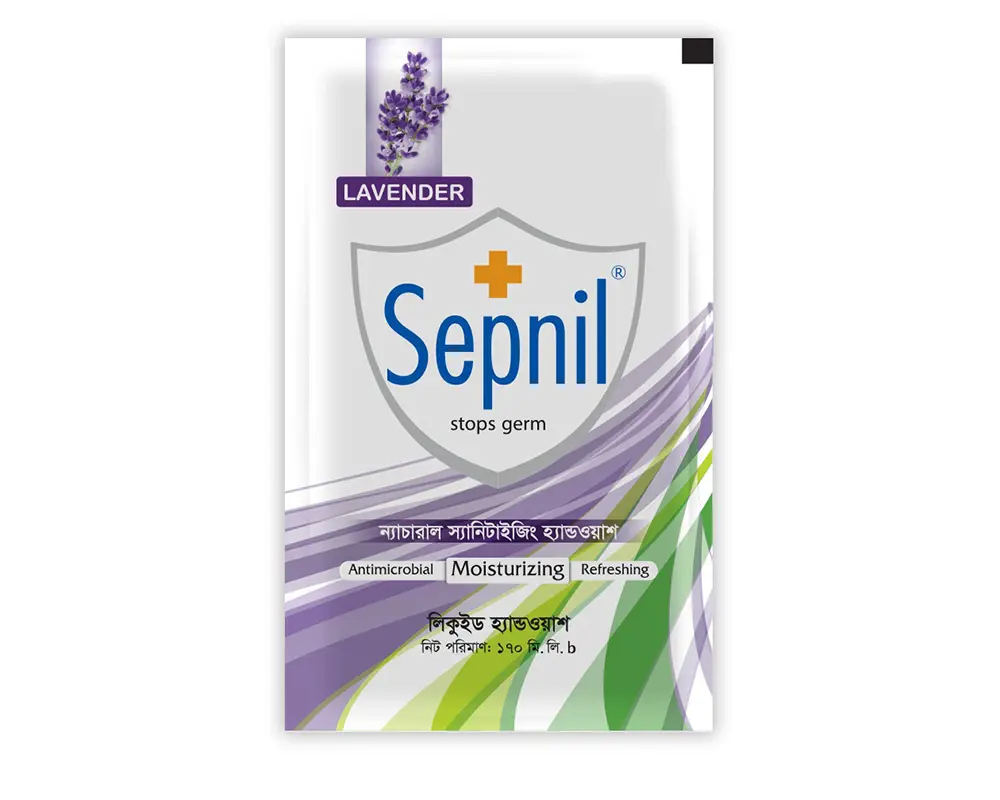 LAVENDER
Sepnil®
stops germ
ন্যাচারাল স্যানিটাইজিং হ্যান্ডওয়াশ
Antimicrobial Moisturizing Refreshing
লিকুইড হ্যান্ডওয়াশ
নিট পরিমাণ: ১৭০ মি. লি. b